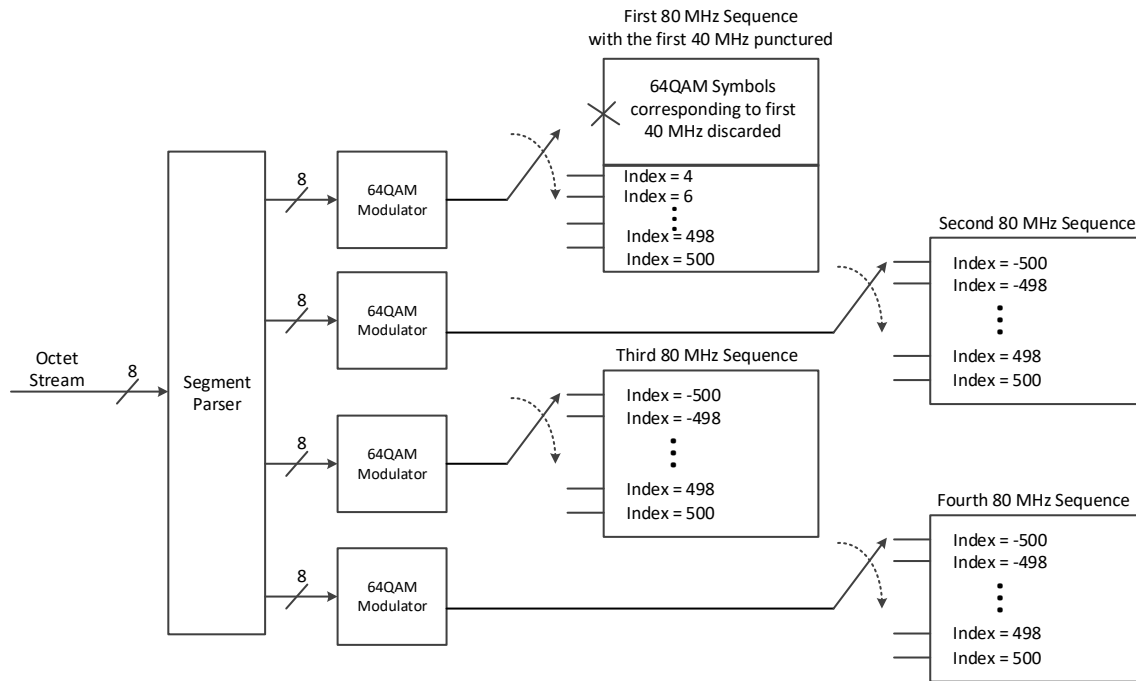 First 80 MHz Sequence
with the first 40 MHz punctured
64QAM Symbols
corresponding to first
40 MHz discarded
Index = 4
Index = 6
Index = 498
Index = 500
8
64QAM
Modulator
Second 80 MHz Sequence
Index = -500
Index = -498
Index = 498
Index = 500
8
64QAM
Modulator
Octet
Stream
8
Segment
Parser
Third 80 MHz Sequence
Index = -500
Index = -498
Index = 498
Index = 500
8
64QAM
Modulator
Fourth 80 MHz Sequence
Index = -500
Index = -498
Index = 498
Index = 500
8
64QAM
Modulator